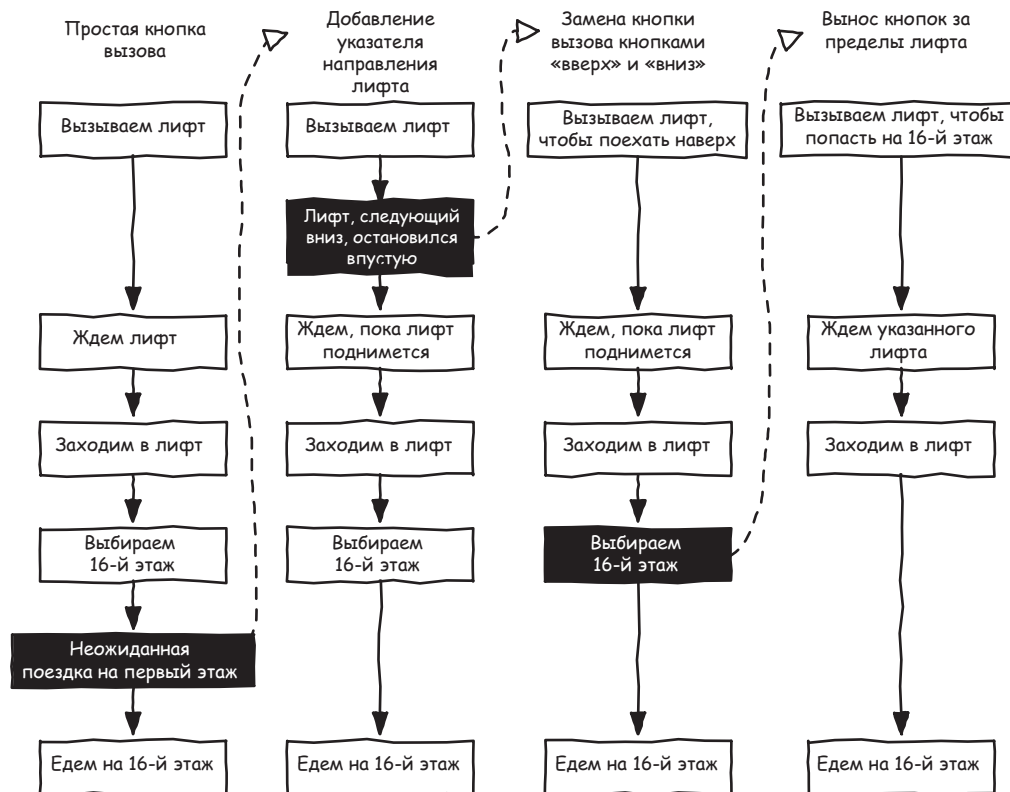 Простая кнопка
вызова
Вызываем лифт
Ждем лифт
Заходим в лифт
Выбираем
16-й этаж
Неожиданная
поездка на первый этаж
Едем на 16-й этаж
Добавление
указателя
направления
лифта
Вызываем лифт
Лифт, следующий
вниз, остановился
впустую
Ждем, пока лифт
поднимется
Заходим в лифт
Выбираем
16-й этаж
Едем на 16-й этаж
Замена кнопки
вызова кнопками
«вверх» и «вниз»
Вызываем лифт,
чтобы поехать наверх
Ждем, пока лифт
поднимется
Заходим в лифт
Выбираем
16-й этаж
Едем на 16-й этаж
Вынос кнопок за
пределы лифта
Вызываем лифт, чтобы
попасть на 16-й этаж
Ждем указанного
лифта
Заходим в лифт
Едем на 16-й этаж